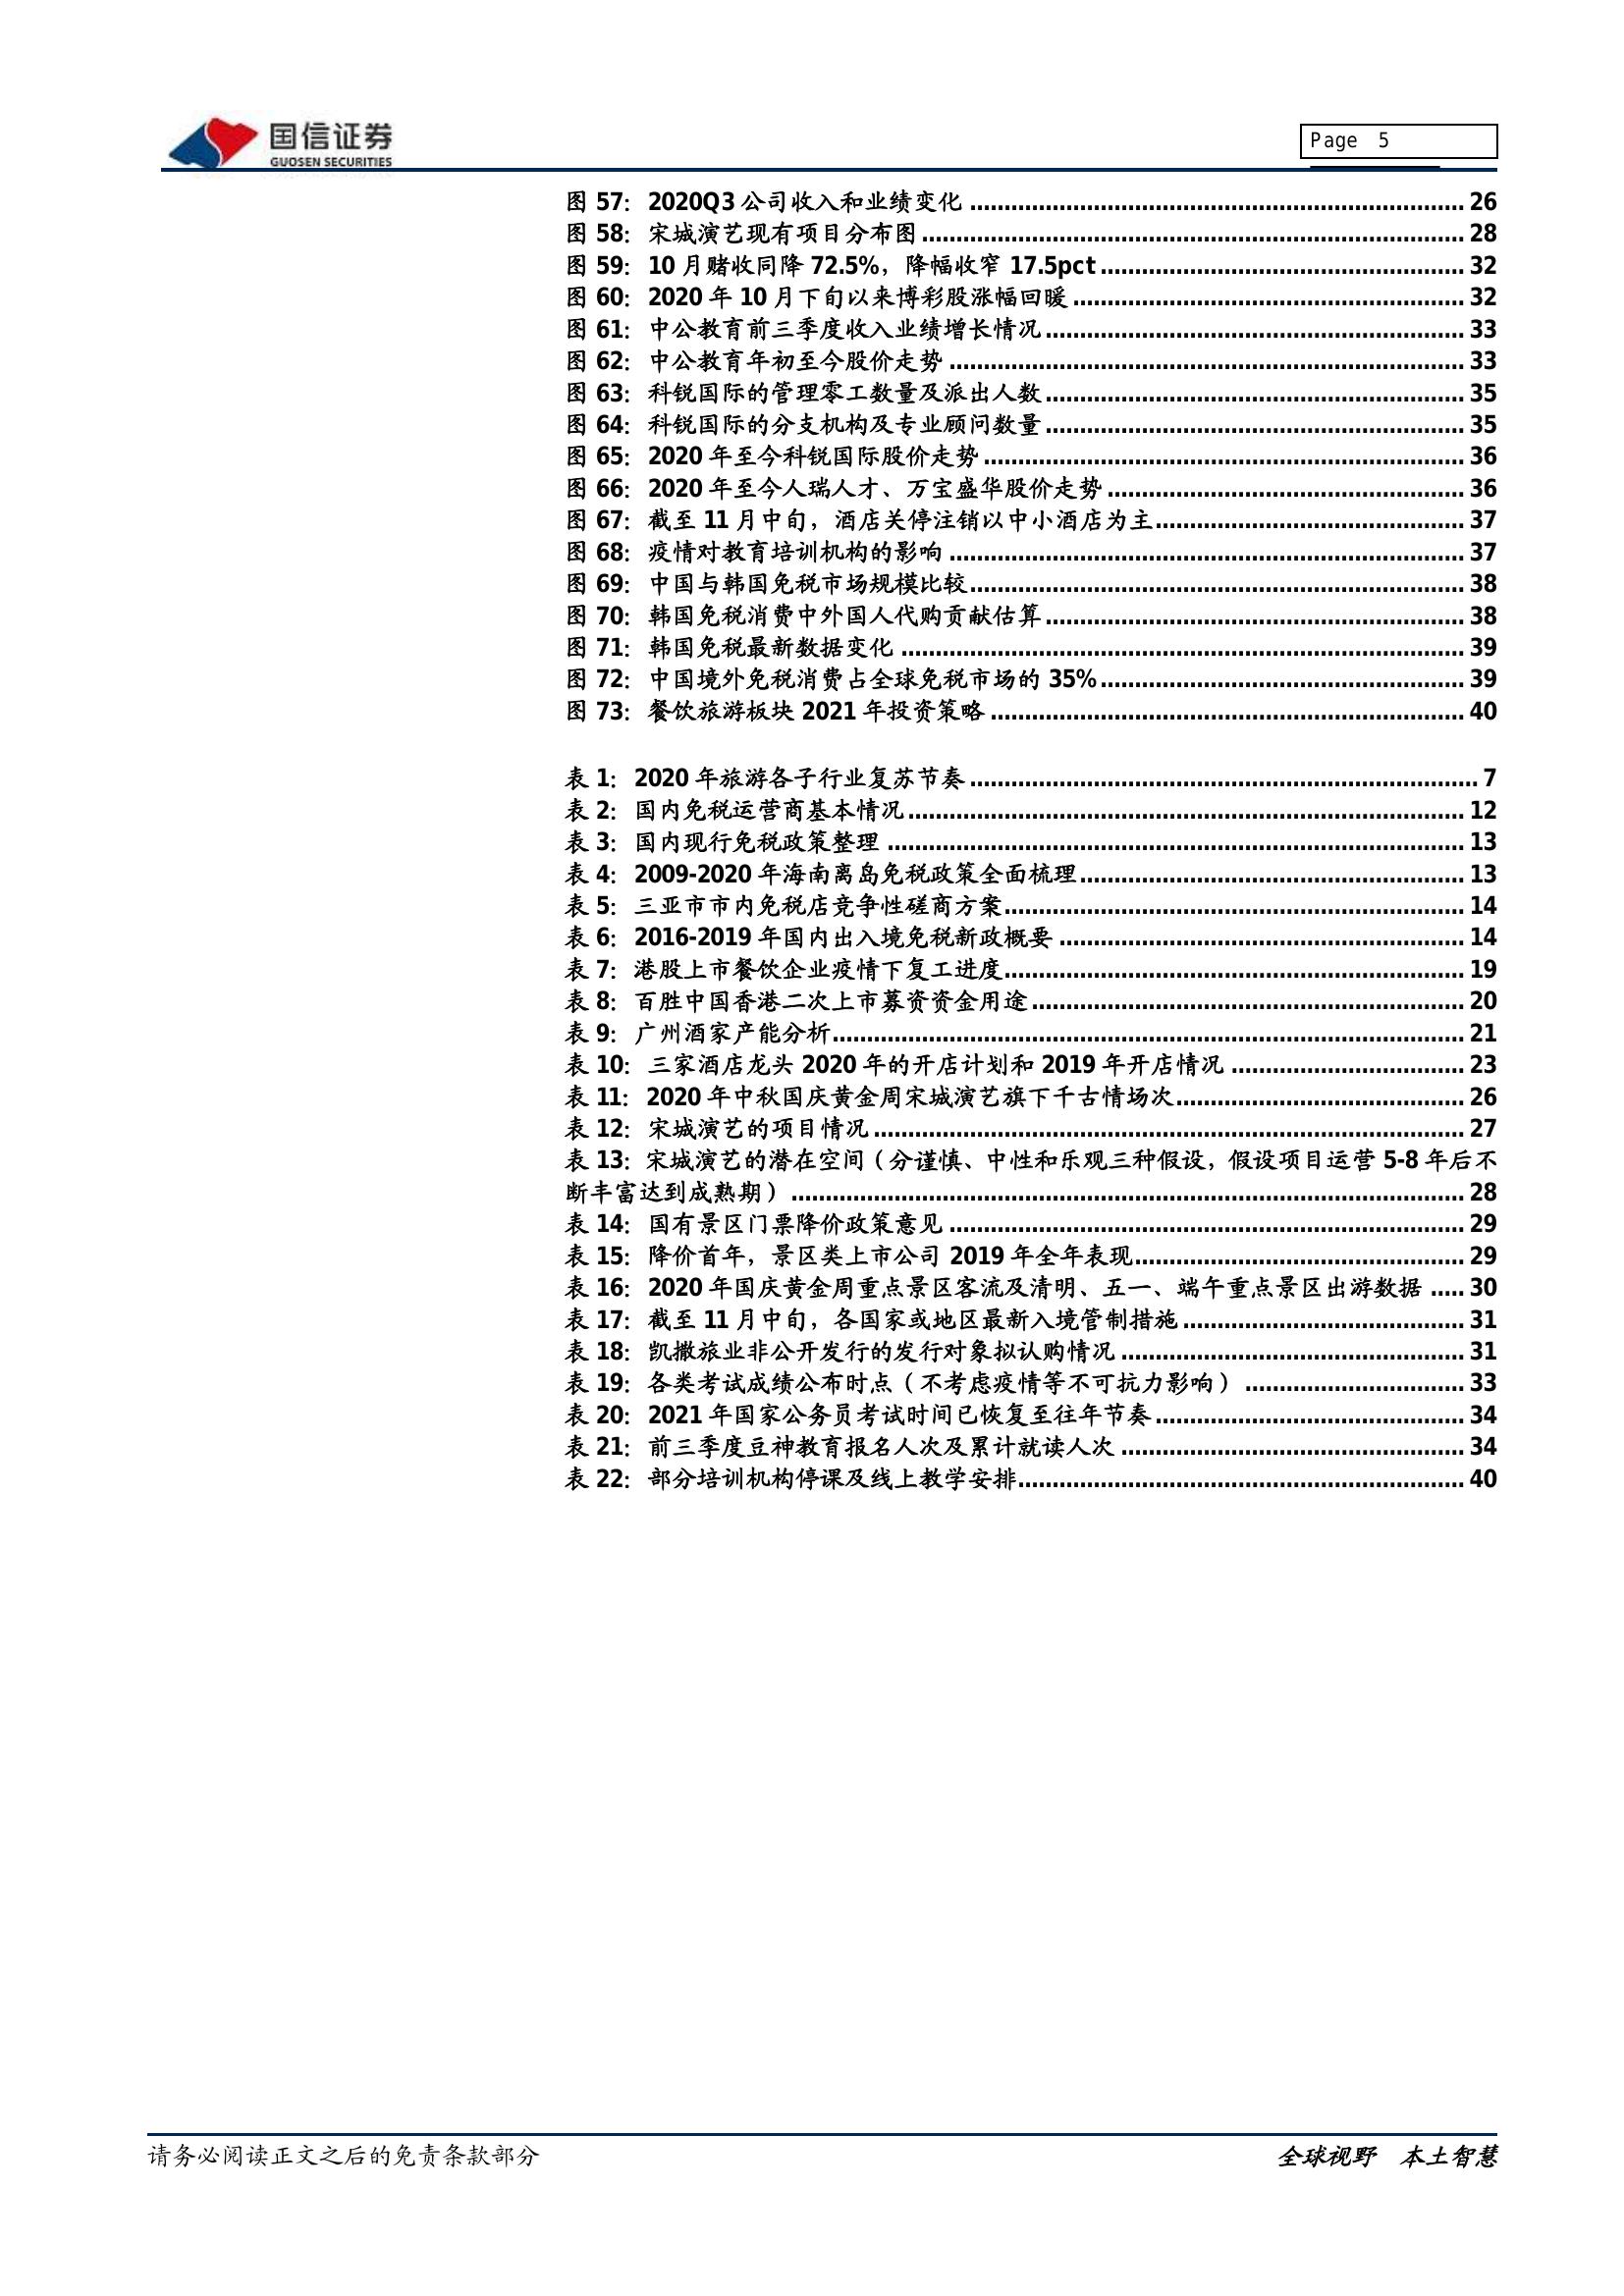 国信证券
GUOSEN SECURITIES
Page 5
图 57： 2020Q3 公司收入和业绩变化 ........................................ 26
图 58： 宋城演艺现有项目分布图 ........................................ 28
图 59： 10 月赌收同降 72.5%，降幅收窄 17.5pct ........................................ 32
图 60： 2020 年 10 月下旬以来博彩股涨幅回暖 ........................................ 32
图 61： 中公教育前三季度收入业绩增长情况 ........................................ 33
图 62： 中公教育年初至今股价走势 ........................................ 33
图 63： 科锐国际的管理零工数量及派出人数 ........................................ 35
图 64： 科锐国际的分支机构及专业顾问数量 ........................................ 35
图 65： 2020 年至今科锐国际股价走势 ........................................ 36
图 66： 2020 年至今人瑞人才、万宝盛华股价走势 ........................................ 36
图 67： 截至 11 月中旬，酒店关停注销以中小酒店为主 ........................................ 37
图 68： 疫情对教育培训机构的影响 ........................................ 37
图 69： 中国与韩国免税市场规模比较 ........................................ 38
图 70： 韩国免税消费中外国人代购贡献估算 ........................................ 38
图 71： 韩国免税最新数据变化 ........................................ 39
图 72： 中国境外免税消费占全球免税市场的 35% ........................................ 39
图 73： 餐饮旅游板块 2021 年投资策略 ........................................ 40
表 1： 2020 年旅游各子行业复苏节奏 ........................................ 7
表 2： 国内免税运营商基本情况 ........................................ 12
表 3： 国内现行免税政策整理 ........................................ 13
表 4： 2009-2020 年海南离岛免税政策全面梳理 ........................................ 13
表 5： 三亚市市内免税店竞争性磋商方案 ........................................ 14
表 6： 2016-2019 年国内出入境免税新政概要 ........................................ 14
表 7： 港股上市餐饮企业疫情下复工进度 ........................................ 19
表 8： 百胜中国香港二次上市募资资金用途 ........................................ 20
表 9： 广州酒家产能分析 ........................................ 21
表 10： 三家酒店龙头 2020 年的开店计划和 2019 年开店情况 ........................................ 23
表 11： 2020 年中秋国庆黄金周宋城演艺旗下千古情场次 ........................................ 26
表 12： 宋城演艺的项目情况 ........................................ 27
表 13： 宋城演艺的潜在空间（分谨慎、中性和乐观三种假设，假设项目运营 5-8 年后不
断丰富达到成熟期） ........................................ 28
表 14： 国有景区门票降价政策意见 ........................................ 29
表 15： 降价首年，景区类上市公司 2019 年全年表现 ........................................ 29
表 16： 2020 年国庆黄金周重点景区客流及清明、五一、端午重点景区出游数据 ..... 30
表 17： 截至 11 月中旬，各国家或地区最新入境管制措施 ........................................ 31
表 18： 凯撒旅业非公开发行的发行对象拟认购情况 ........................................ 31
表 19： 各类考试成绩公布时点（不考虑疫情等不可抗力影响） ........................................ 33
表 20： 2021 年国家公务员考试时间已恢复至往年节奏 ........................................ 34
表 21： 前三季度豆神教育报名人次及累计就读人次 ........................................ 34
表 22： 部分培训机构停课及线上教学安排 ........................................ 40
请务必阅读正文之后的免责条款部分
全球视野 本土智慧